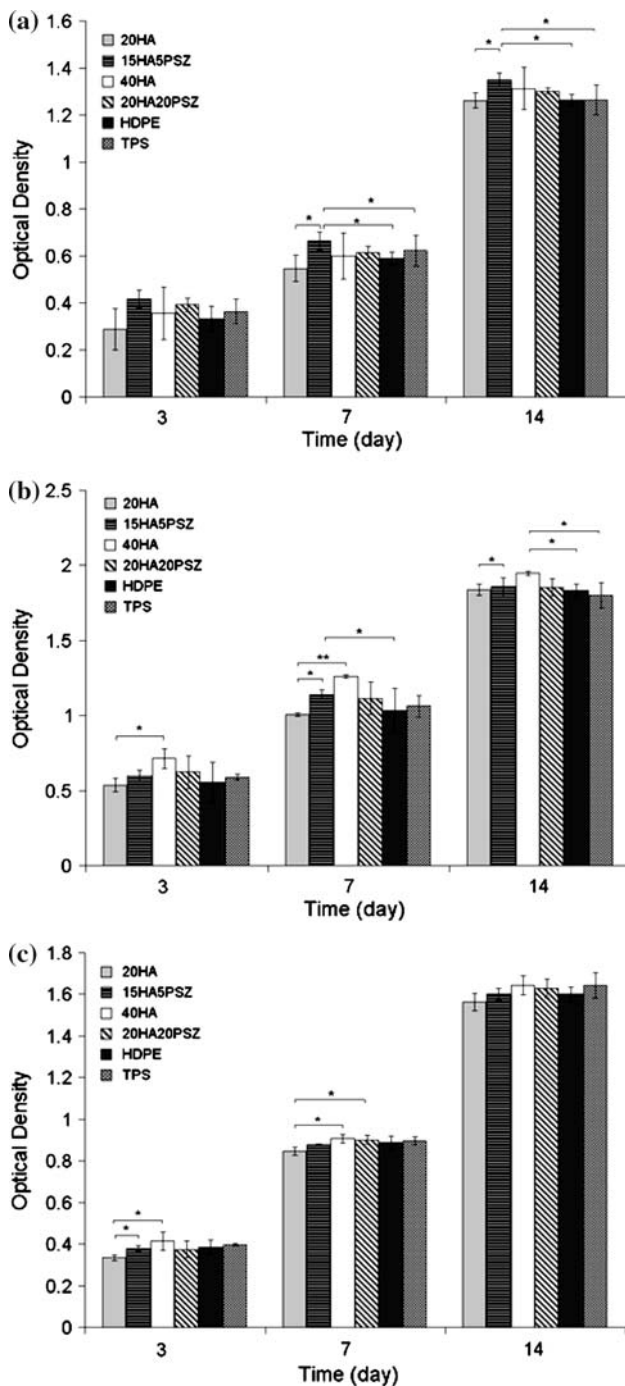 (a)
1.6
1.4
1.2
1
0.8
0.6
0.4
0.2
0
Optical Density
20HA
15HA5PSZ
40HA
20HA20PSZ
HDPE
TPS
*
*
*
*
*
*
3
7
14
Time (day)
(b)
2.5
2
1.5
1
0.5
0
Optical Density
20HA
15HA5PSZ
40HA
20HA20PSZ
HDPE
TPS
*
*
**
*
*
*
*
3
7
14
Time (day)
(c)
1.8
1.6
1.4
1.2
1
0.8
0.6
0.4
0.2
0
Optical Density
20HA
15HA5PSZ
40HA
20HA20PSZ
HDPE
TPS
*
*
*
*
3
7
14
Time (day)